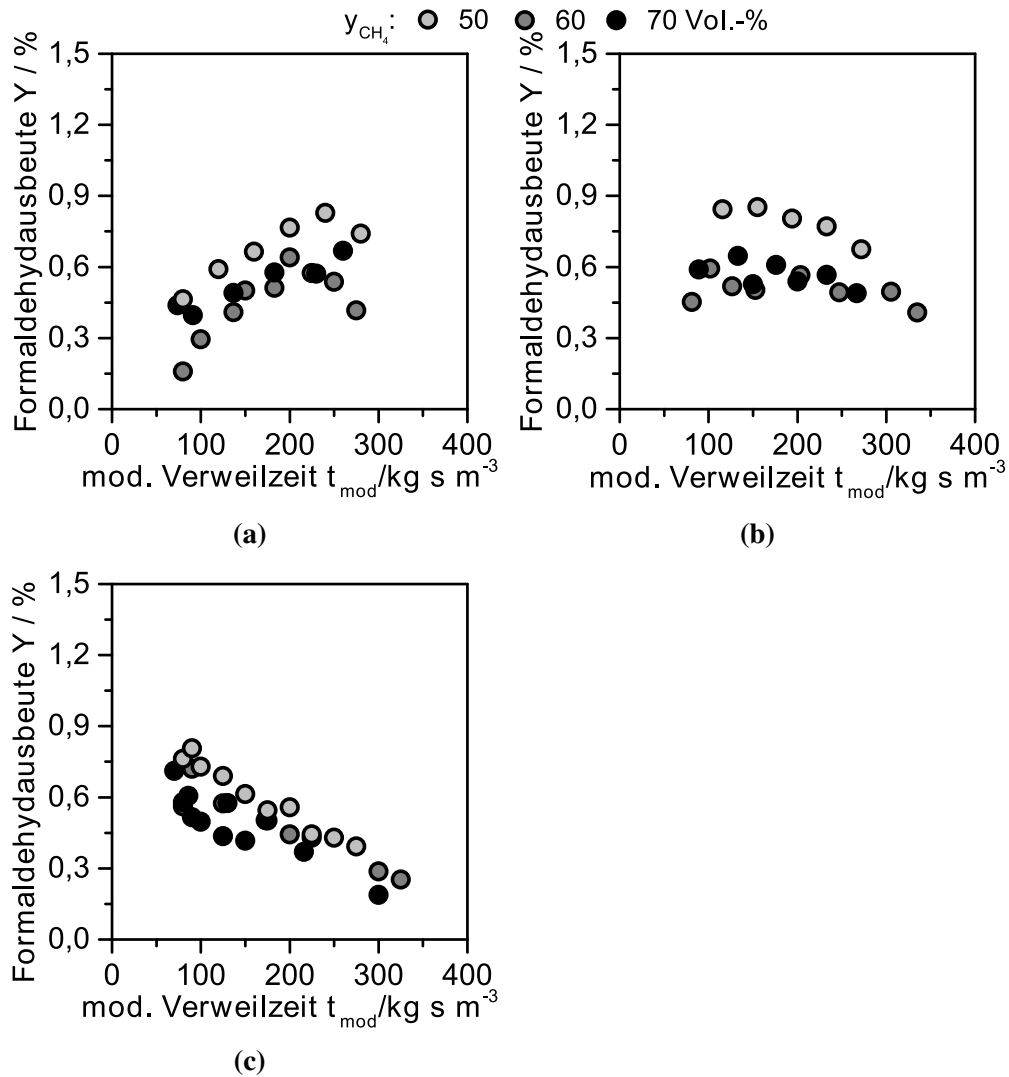 y_CH₄: 50 60 70 Vol.-%
Formaldehydausbeute Y / %
1,5
1,2
0,9
0,6
0,3
0,0
0 100 200 300 400
mod. Verweilzeit t_mod/kg s m⁻³
(a)
Formaldehydausbeute Y / %
1,5
1,2
0,9
0,6
0,3
0,0
0 100 200 300 400
mod. Verweilzeit t_mod/kg s m⁻³
(b)
Formaldehydausbeute Y / %
1,5
1,2
0,9
0,6
0,3
0,0
0 100 200 300 400
mod. Verweilzeit t_mod/kg s m⁻³
(c)